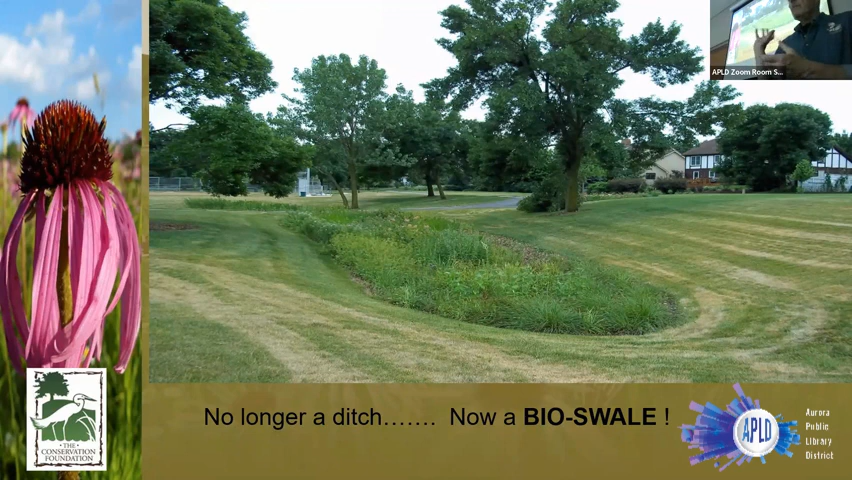 APLD Zoom Room S...
No longer a ditch....... Now a BIO-SWALE !
THE
CONSERVATION
FOUNDATION
APLD
Aurora
Public
Library
District